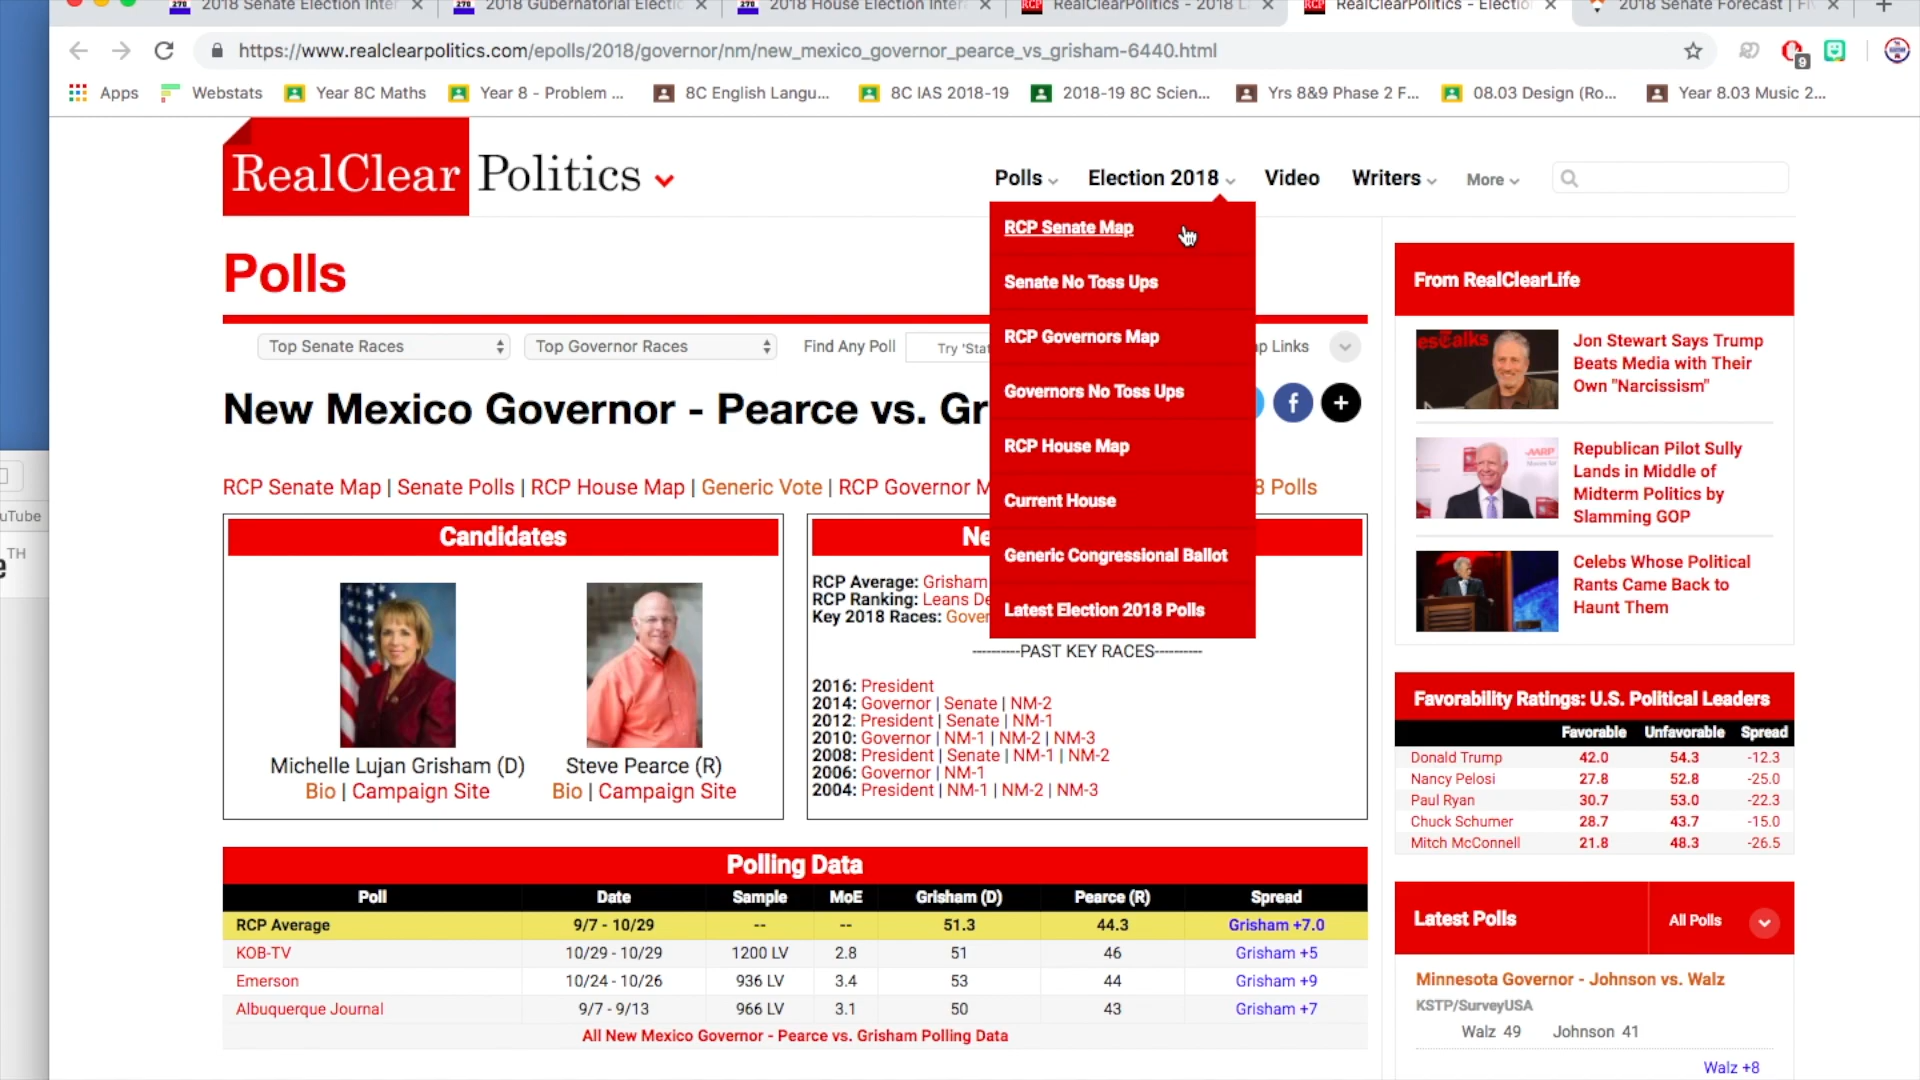 2018 Senate Election Inter
2018 Gubernatorial Electio
2018 House Election Inter
RealClearPolitics - 2018 L
RealClearPolitics - Election
2018 Senate Forecast | Fiv
https://www.realclearpolitics.com/epolls/2018/governor/nm/new_mexico_governor_pearce_vs_grisham-6440.html
9
Apps
Webstats
Year 8C Maths
Year 8 - Problem ...
8C English Langu...
8C IAS 2018-19
2018-19 8C Scien...
Yrs 8&9 Phase 2 F...
08.03 Design (Ro...
Year 8.03 Music 2...
RealClear Politics
Polls
Election 2018
Video
Writers
More
RCP Senate Map
Senate No Toss Ups
RCP Governors Map
Governors No Toss Ups
RCP House Map
Current House
Generic Congressional Ballot
Latest Election 2018 Polls
Polls
Top Senate Races
Top Governor Races
Find Any Poll
Try 'Stat
p Links
New Mexico Governor - Pearce vs. Gr
RCP Senate Map | Senate Polls | RCP House Map | Generic Vote | RCP Governor M
8 Polls
Candidates
Michelle Lujan Grisham (D)
Bio | Campaign Site
Steve Pearce (R)
Bio | Campaign Site
Ne
RCP Average: Grisham
RCP Ranking: Leans De
Key 2018 Races: Gover
----------PAST KEY RACES----------
2016: President
2014: Governor | Senate | NM-2
2012: President | Senate | NM-1
2010: Governor | NM-1 | NM-2 | NM-3
2008: President | Senate | NM-1 | NM-2
2006: Governor | NM-1
2004: President | NM-1 | NM-2 | NM-3
Polling Data
Poll Date Sample MoE Grisham (D) Pearce (R) Spread
RCP Average 9/7 - 10/29 -- -- 51.3 44.3 Grisham +7.0
KOB-TV 10/29 - 10/29 1200 LV 2.8 51 46 Grisham +5
Emerson 10/24 - 10/26 936 LV 3.4 53 44 Grisham +9
Albuquerque Journal 9/7 - 9/13 966 LV 3.1 50 43 Grisham +7
All New Mexico Governor - Pearce vs. Grisham Polling Data
From RealClearLife
Jon Stewart Says Trump
Beats Media with Their
Own "Narcissism"
Republican Pilot Sully
Lands in Middle of
Midterm Politics by
Slamming GOP
Celebs Whose Political
Rants Came Back to
Haunt Them
Favorability Ratings: U.S. Political Leaders
Favorable Unfavorable Spread
Donald Trump 42.0 54.3 -12.3
Nancy Pelosi 27.8 52.8 -25.0
Paul Ryan 30.7 53.0 -22.3
Chuck Schumer 28.7 43.7 -15.0
Mitch McConnell 21.8 48.3 -26.5
Latest Polls
All Polls
Minnesota Governor - Johnson vs. Walz
KSTP/SurveyUSA
Walz 49 Johnson 41
Walz +8
uTube
TH
e